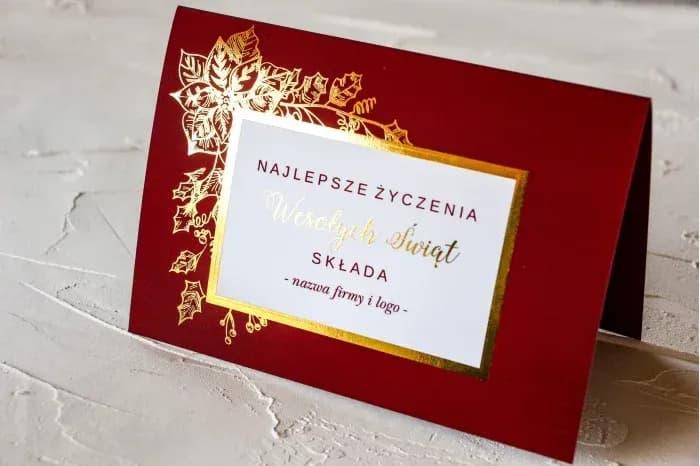 NAJLEPSZE ŻYCZENIA
Wesołych Świąt
SKŁADA
- nazwa firmy i logo -